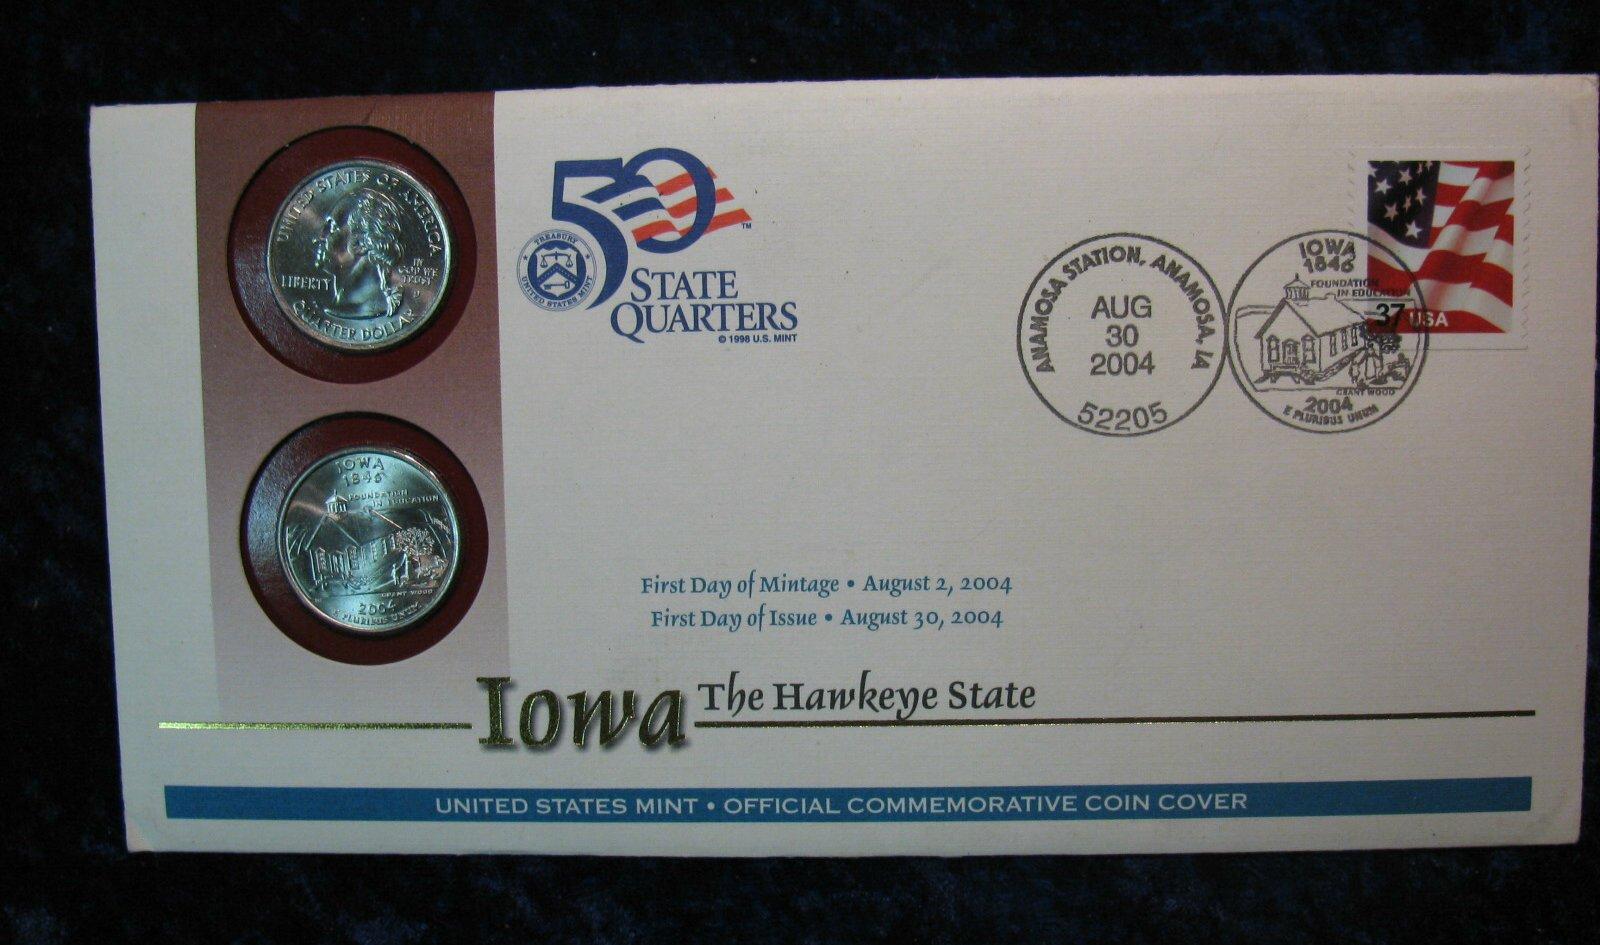 UNITED STATES OF AMERICA
LIBERTY
IN
GOD WE
TRUST
QUARTER DOLLAR
IOWA
1846
FOUNDATION
IN EDUCATION
GRANT WOOD
2004
E PLURIBUS UNUM
50
TM
TREASURY
UNITED STATES MINT
STATE
QUARTERS
© 1998 U.S. MINT
ANAMOSA STATION, ANAMOSA, IA
AUG
30
2004
52205
IOWA
1846
FOUNDATION
IN EDUCATION
GRANT WOOD
2004
E PLURIBUS UNUM
37 USA
First Day of Mintage • August 2, 2004
First Day of Issue • August 30, 2004
Iowa The Hawkeye State
UNITED STATES MINT • OFFICIAL COMMEMORATIVE COIN COVER